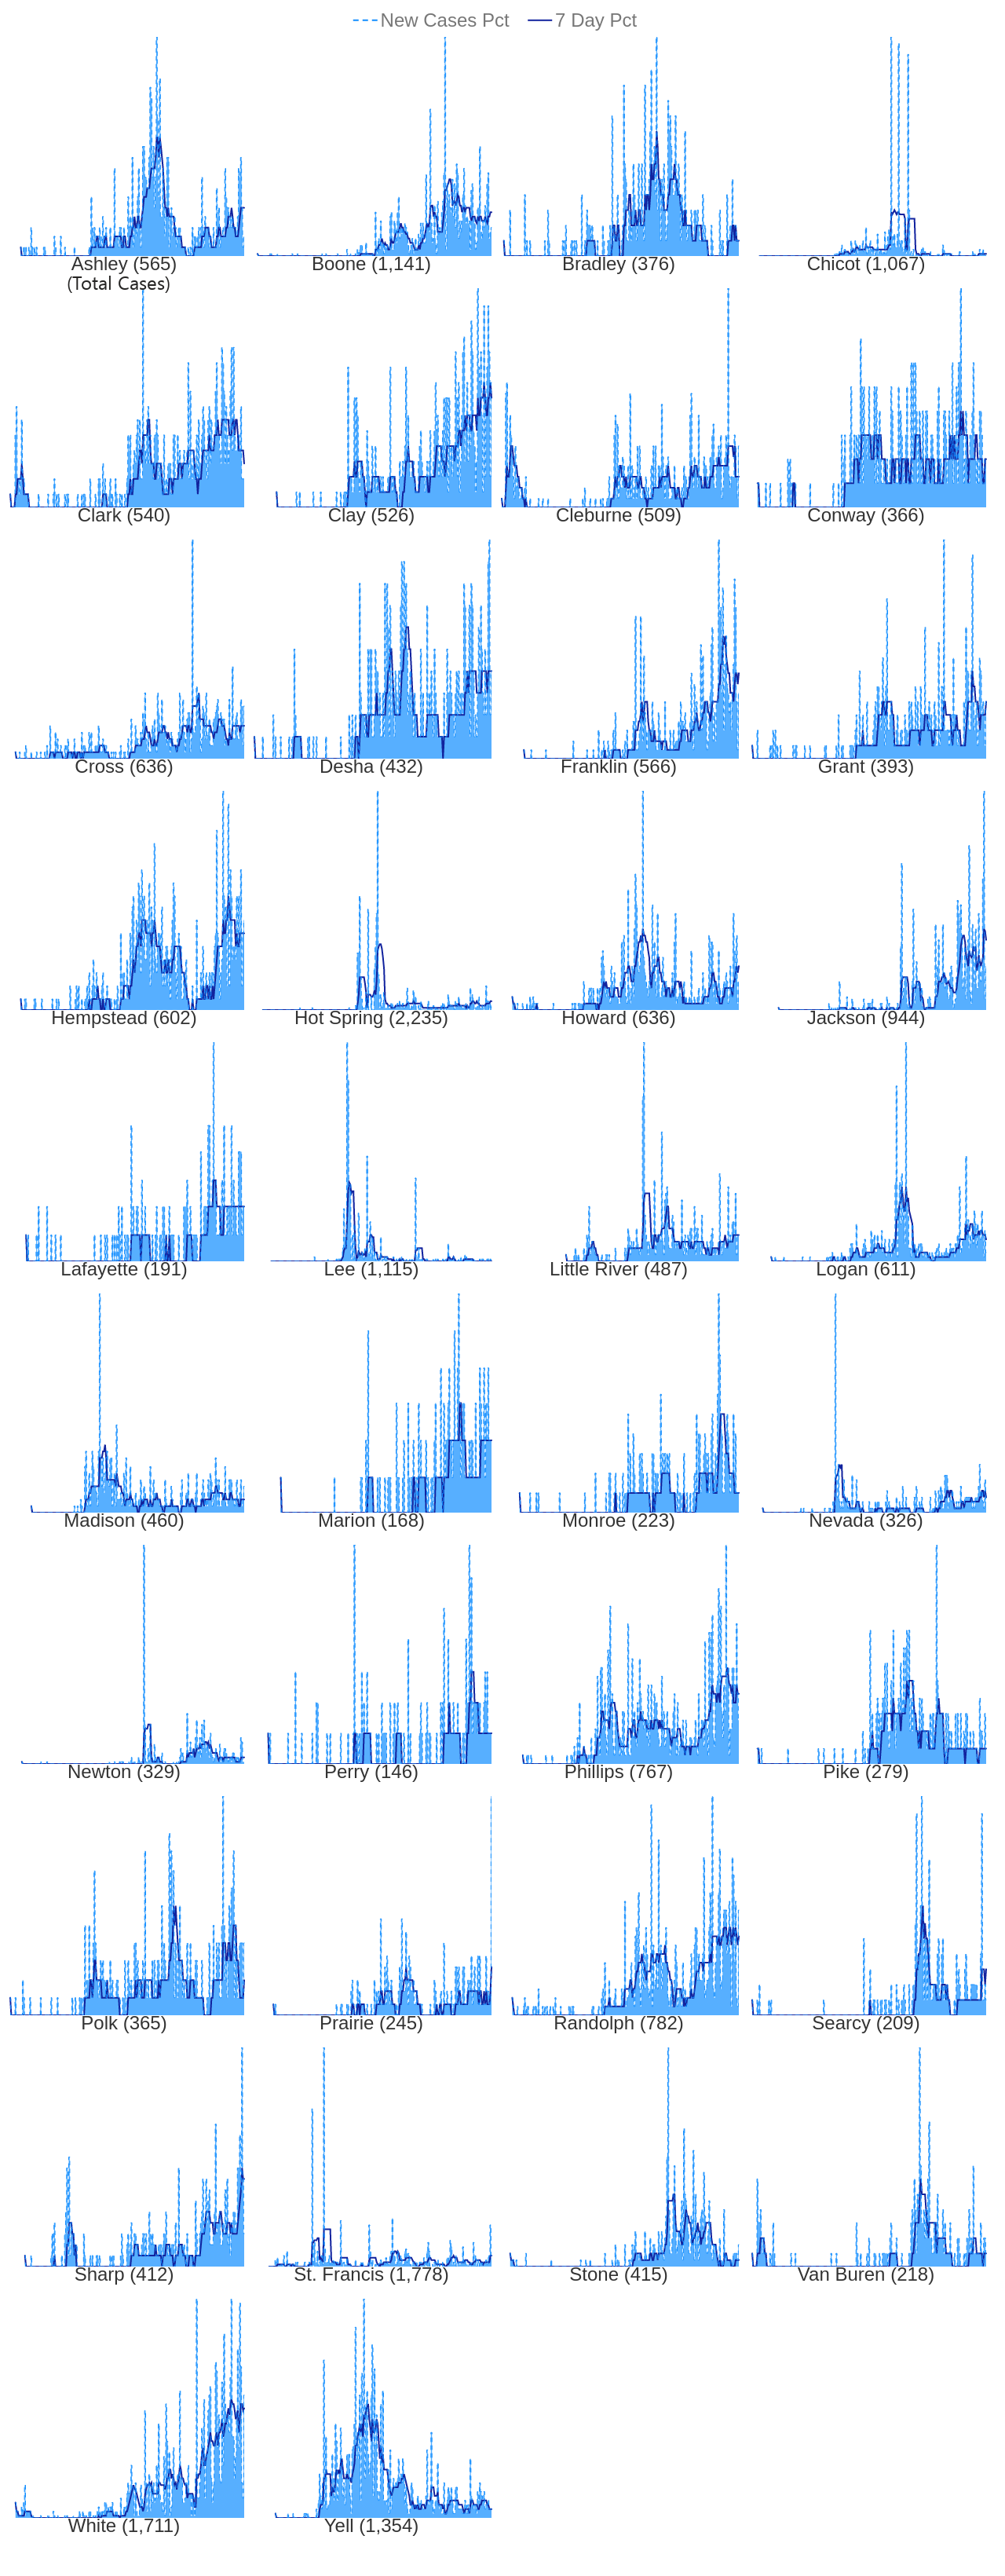 New Cases Pct 7 Day Pct
Ashley (565) Boone (1,141) Bradley (376) Chicot (1,067)
(Total Cases)
Clark (540) Clay (526) Cleburne (509) Conway (366)
Cross (636) Desha (432) Franklin (566) Grant (393)
Hempstead (602) Hot Spring (2,235) Howard (636) Jackson (944)
Lafayette (191) Lee (1,115) Little River (487) Logan (611)
Madison (460) Marion (168) Monroe (223) Nevada (326)
Newton (329) Perry (146) Phillips (767) Pike (279)
Polk (365) Prairie (245) Randolph (782) Searcy (209)
Sharp (412) St. Francis (1,778) Stone (415) Van Buren (218)
White (1,711) Yell (1,354)